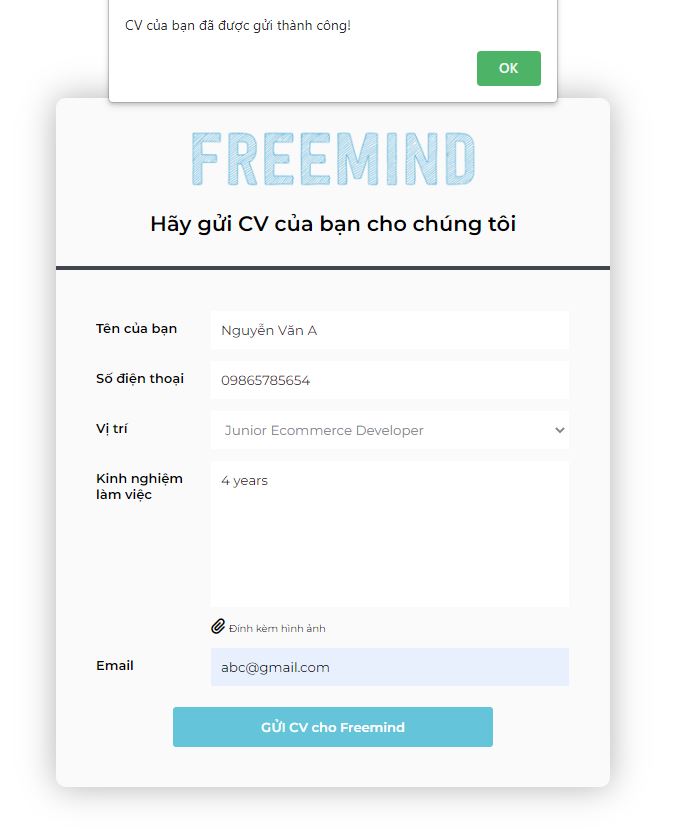 CV của bạn đã được gửi thành công!
OK
FREEMIND
Hãy gửi CV của bạn cho chúng tôi
Tên của bạn
Nguyễn Văn A
Số điện thoại
09865785654
Vị trí
Junior Ecommerce Developer
Kinh nghiệm
làm việc
4 years
Đính kèm hình ảnh
Email
abc@gmail.com
GỬI CV cho Freemind